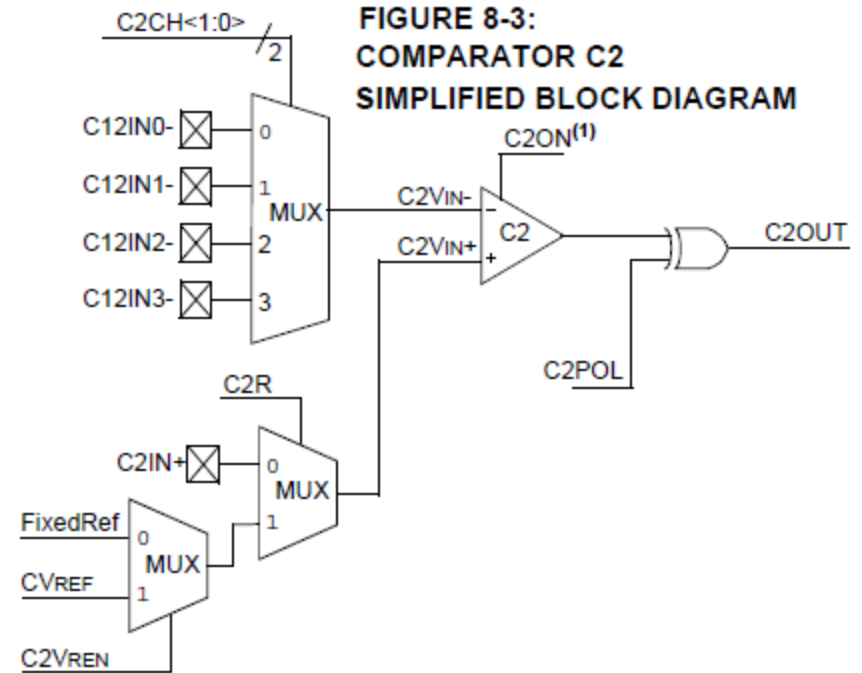 C2CH<1:0>
2
FIGURE 8-3:
COMPARATOR C2
SIMPLIFIED BLOCK DIAGRAM
C12IN0-
0
C12IN1-
1
MUX
C12IN2-
2
C12IN3-
3
C2ON(1)
C2VIN-
-
C2
C2VIN+
+
C2OUT
C2POL
C2R
C2IN+
0
MUX
1
FixedRef
0
MUX
CVREF
1
C2VREN